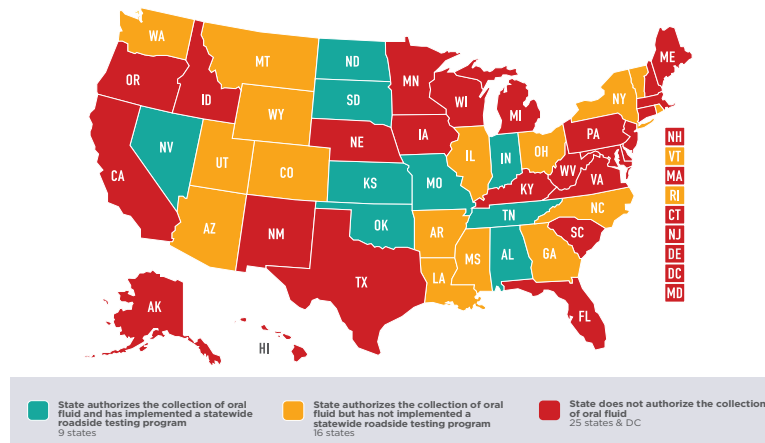 WA
MT
ND
MN
ME
OR
ID
SD
WI
NY
WY
MI
NE
IA
PA
NH
NV
IL
IN
OH
VT
UT
CO
WV
MA
CA
KS
MO
KY
VA
RI
TN
NC
CT
AZ
OK
AR
SC
NJ
NM
MS
AL
GA
DE
LA
DC
TX
MD
AK
FL
HI
State authorizes the collection of oral
fluid and has implemented a statewide
roadside testing program
9 states
State authorizes the collection of oral
fluid but has not implemented a
statewide roadside testing program
16 states
State does not authorize the collection
of oral fluid
25 states & DC